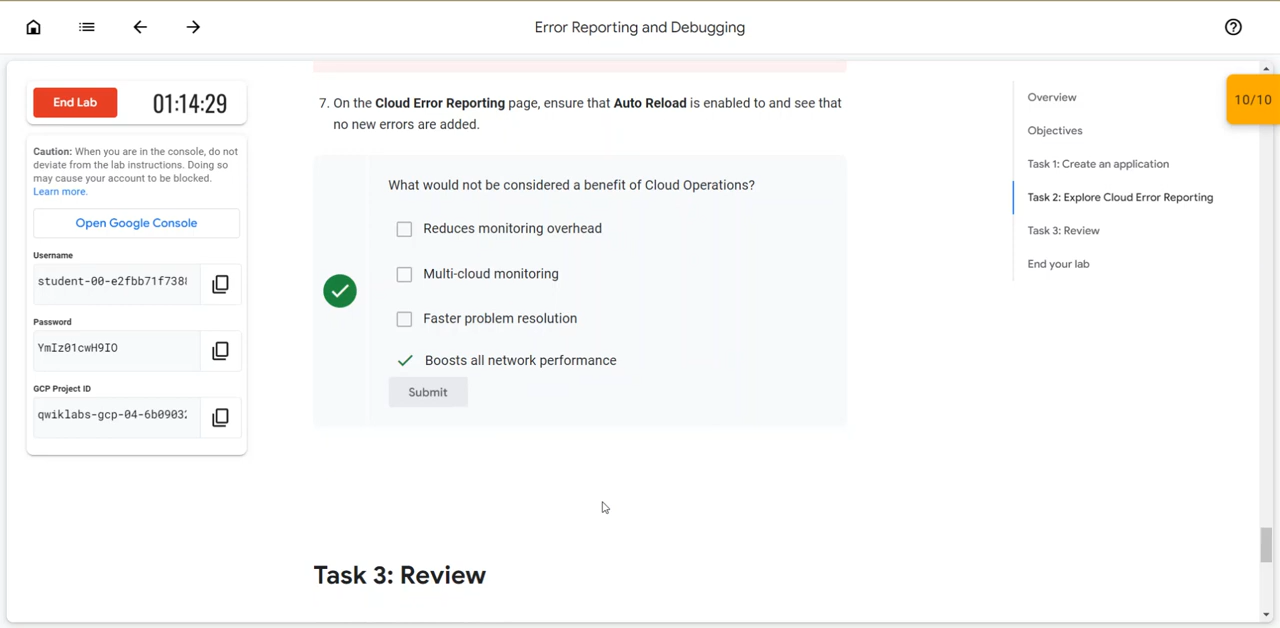 Error Reporting and Debugging
End Lab
01:14:29
Caution: When you are in the console, do not
deviate from the lab instructions. Doing so
may cause your account to be blocked.
Learn more.
Open Google Console
Username
student-00-e2fbb71f738
Password
YmIz01cwH9IO
GCP Project ID
qwiklabs-gcp-04-6b0903
7. On the Cloud Error Reporting page, ensure that Auto Reload is enabled to and see that
no new errors are added.
What would not be considered a benefit of Cloud Operations?
Reduces monitoring overhead
Multi-cloud monitoring
Faster problem resolution
Boosts all network performance
Submit
Task 3: Review
Overview
Objectives
Task 1: Create an application
Task 2: Explore Cloud Error Reporting
Task 3: Review
End your lab
10/10